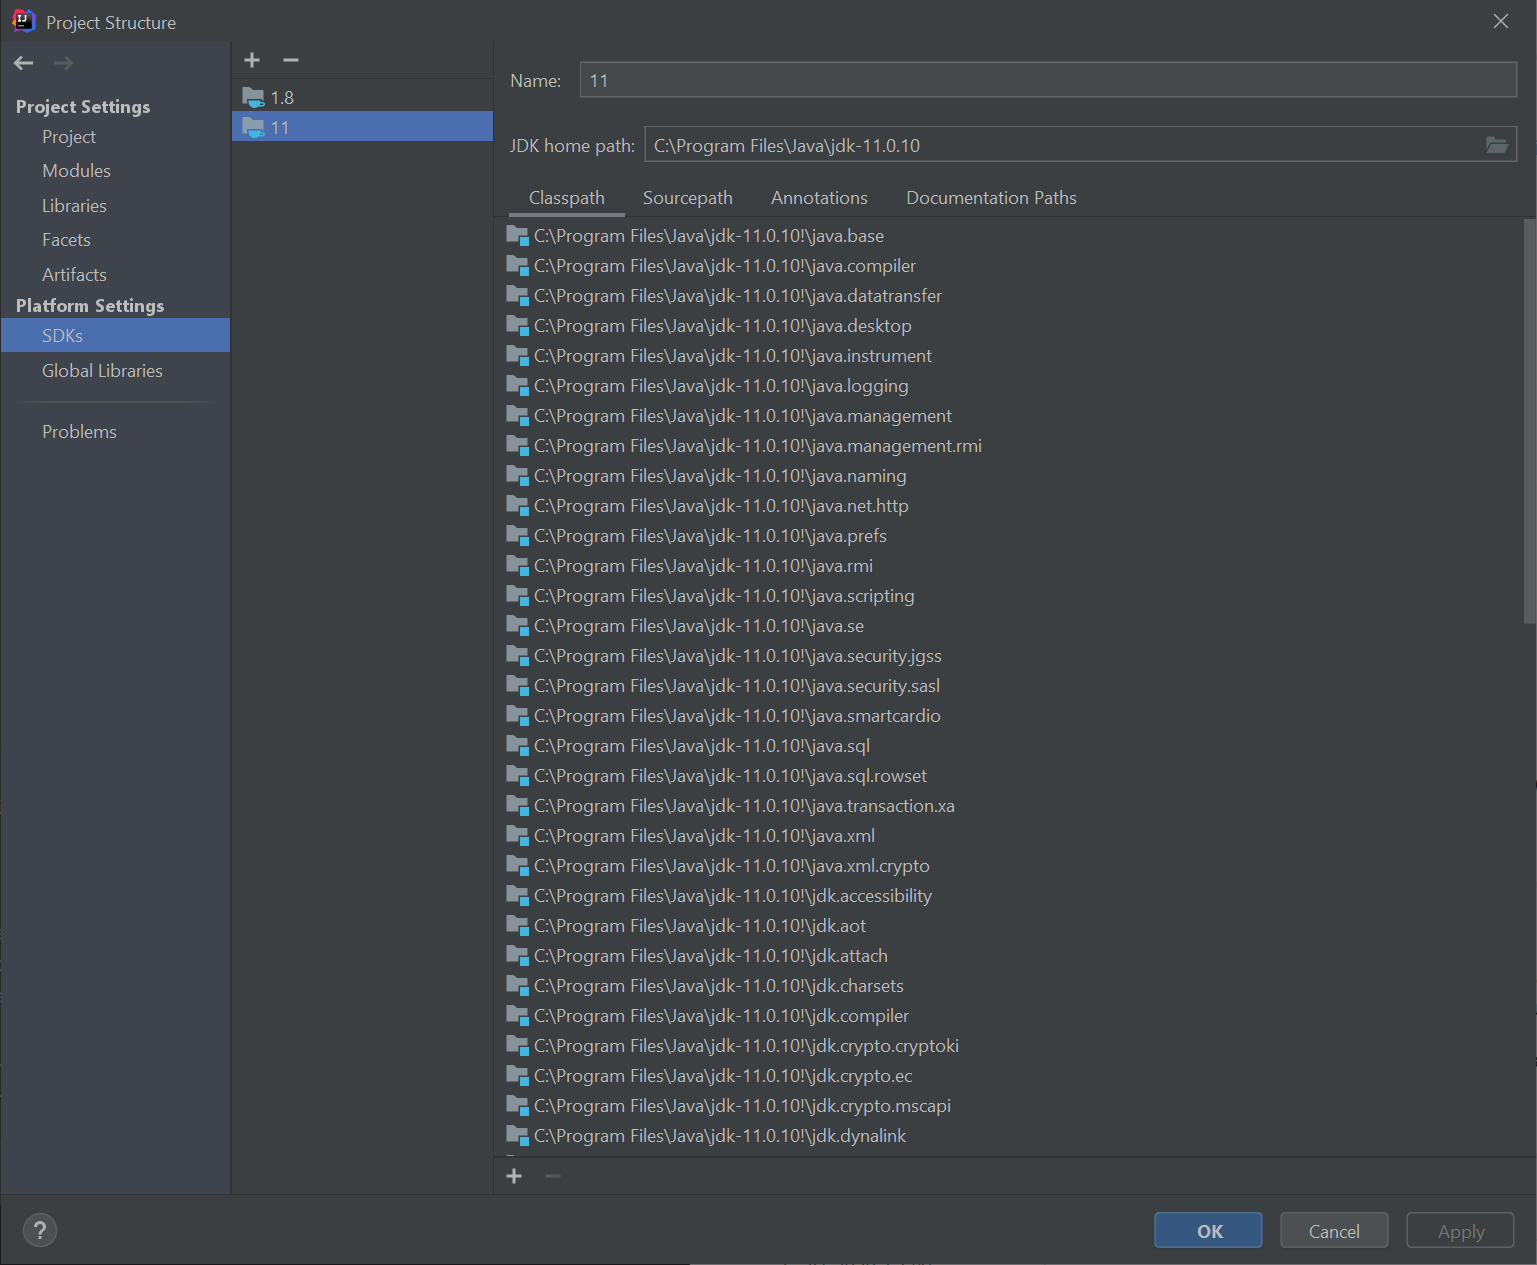 Project Structure
Project Settings
Project
Modules
Libraries
Facets
Artifacts
Platform Settings
SDKs
Global Libraries
Problems
1.8
11
Name: 11
JDK home path: C:\Program Files\Java\jdk-11.0.10
Classpath Sourcepath Annotations Documentation Paths
C:\Program Files\Java\jdk-11.0.10!\java.base
C:\Program Files\Java\jdk-11.0.10!\java.compiler
C:\Program Files\Java\jdk-11.0.10!\java.datatransfer
C:\Program Files\Java\jdk-11.0.10!\java.desktop
C:\Program Files\Java\jdk-11.0.10!\java.instrument
C:\Program Files\Java\jdk-11.0.10!\java.logging
C:\Program Files\Java\jdk-11.0.10!\java.management
C:\Program Files\Java\jdk-11.0.10!\java.management.rmi
C:\Program Files\Java\jdk-11.0.10!\java.naming
C:\Program Files\Java\jdk-11.0.10!\java.net.http
C:\Program Files\Java\jdk-11.0.10!\java.prefs
C:\Program Files\Java\jdk-11.0.10!\java.rmi
C:\Program Files\Java\jdk-11.0.10!\java.scripting
C:\Program Files\Java\jdk-11.0.10!\java.se
C:\Program Files\Java\jdk-11.0.10!\java.security.jgss
C:\Program Files\Java\jdk-11.0.10!\java.security.sasl
C:\Program Files\Java\jdk-11.0.10!\java.smartcardio
C:\Program Files\Java\jdk-11.0.10!\java.sql
C:\Program Files\Java\jdk-11.0.10!\java.sql.rowset
C:\Program Files\Java\jdk-11.0.10!\java.transaction.xa
C:\Program Files\Java\jdk-11.0.10!\java.xml
C:\Program Files\Java\jdk-11.0.10!\java.xml.crypto
C:\Program Files\Java\jdk-11.0.10!\jdk.accessibility
C:\Program Files\Java\jdk-11.0.10!\jdk.aot
C:\Program Files\Java\jdk-11.0.10!\jdk.attach
C:\Program Files\Java\jdk-11.0.10!\jdk.charsets
C:\Program Files\Java\jdk-11.0.10!\jdk.compiler
C:\Program Files\Java\jdk-11.0.10!\jdk.crypto.cryptoki
C:\Program Files\Java\jdk-11.0.10!\jdk.crypto.ec
C:\Program Files\Java\jdk-11.0.10!\jdk.crypto.mscapi
C:\Program Files\Java\jdk-11.0.10!\jdk.dynalink
? OK Cancel Apply